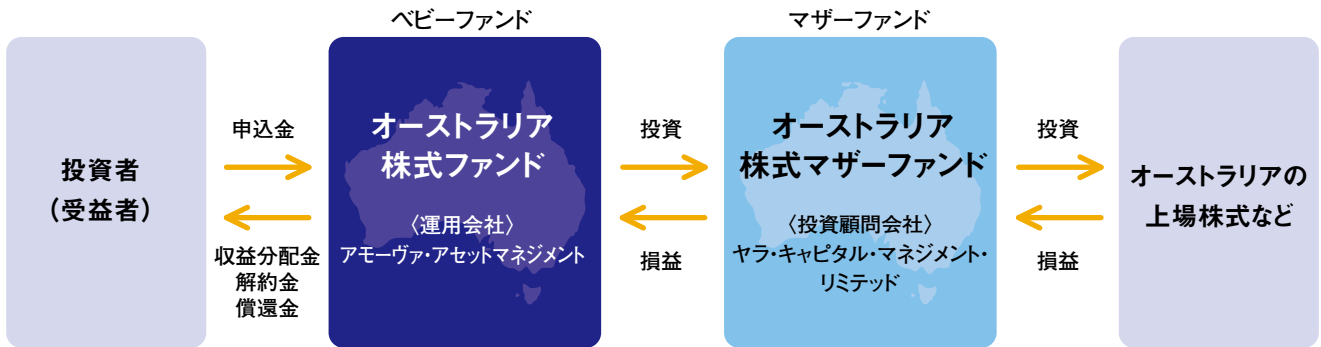 ベビーファンド
マザーファンド
投資者
（受益者）
申込金
収益分配金
解約金
償還金
オーストラリア
株式ファンド
〈運用会社〉
アモーヴァ・アセットマネジメント
投資
損益
オーストラリア
株式マザーファンド
〈投資顧問会社〉
ヤラ・キャピタル・マネジメント・
リミテッド
投資
損益
オーストラリアの
上場株式など